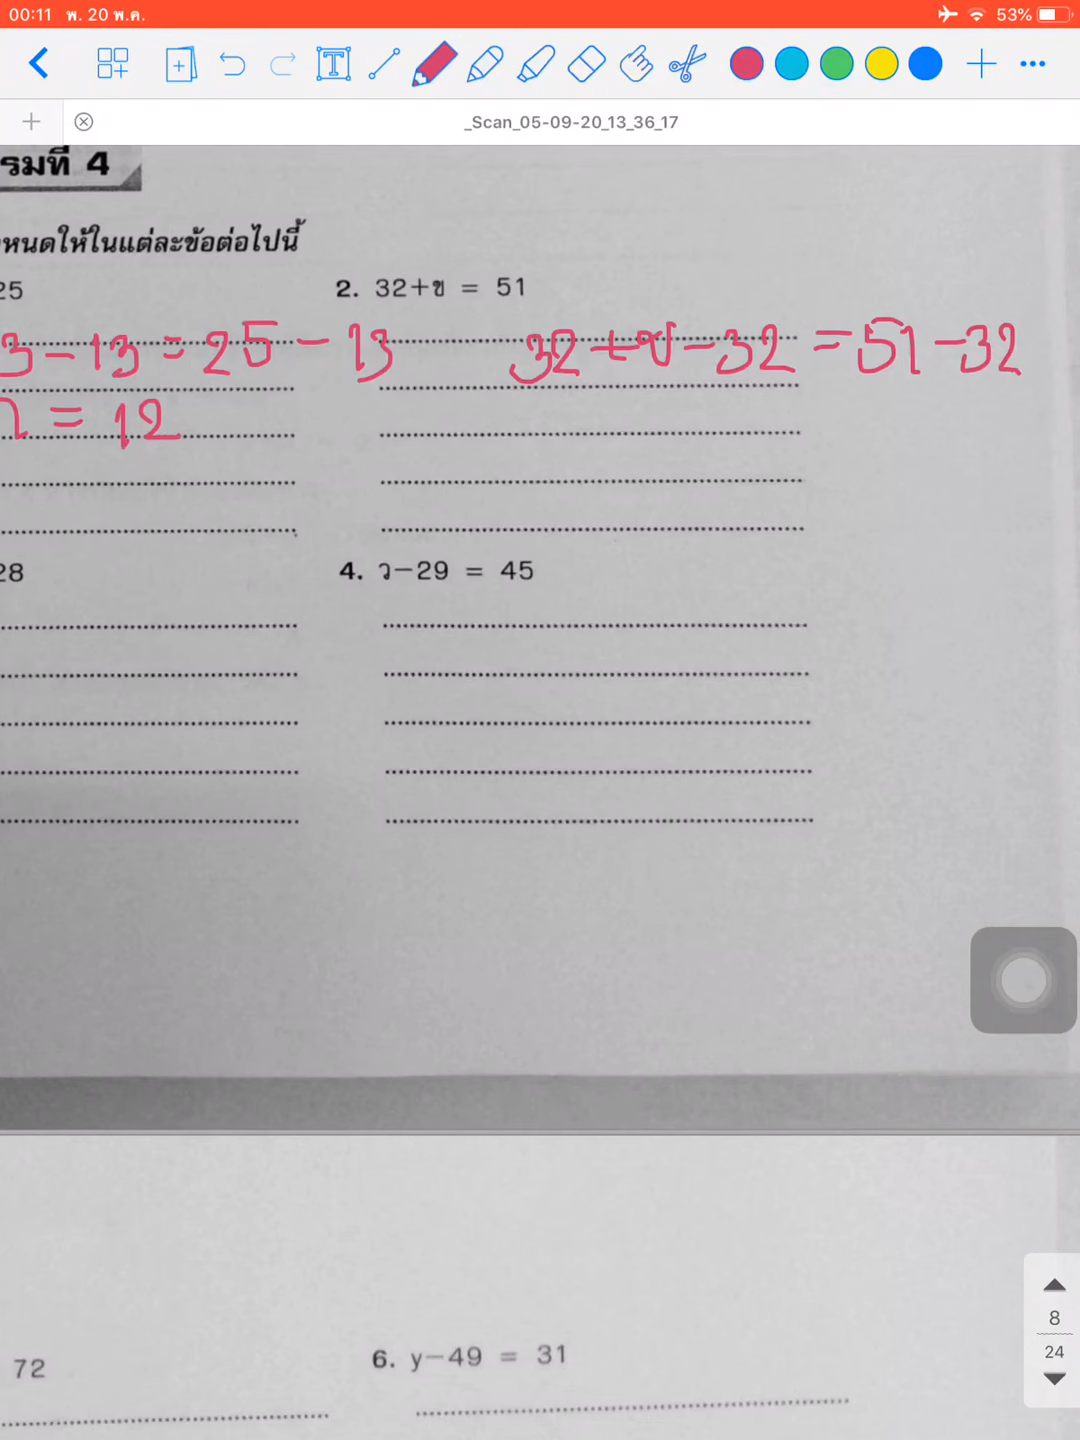 00:11 พ. 20 พ.ค.
53%
_Scan_05-09-20_13_36_17
รมที่ 4
หนดให้ในแต่ละข้อต่อไปนี้
25
2. 32+ข = 51
3-13=25-13
32+ข-32=51-32
= 12
28
4. ว-29 = 45
8
24
72
6. y-49 = 31